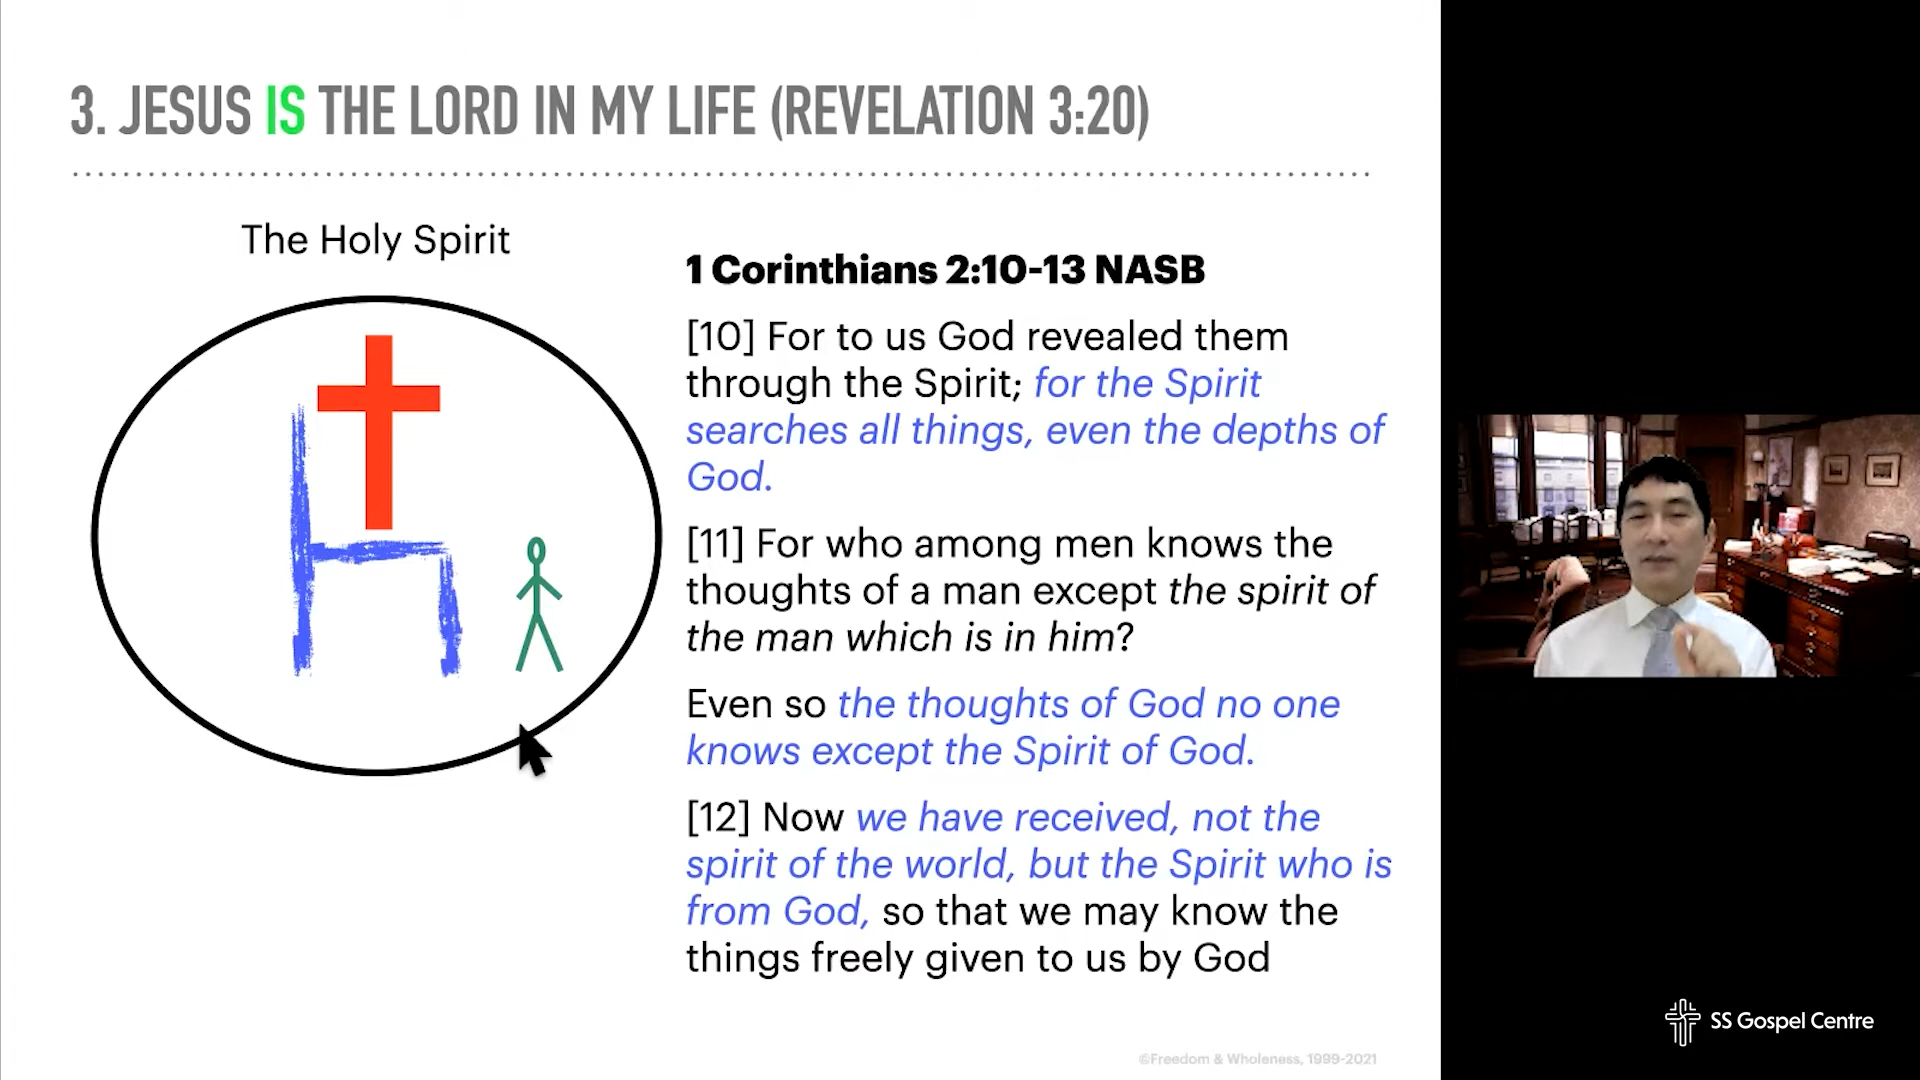 3. JESUS IS THE LORD IN MY LIFE (REVELATION 3:20)
The Holy Spirit
1 Corinthians 2:10-13 NASB
[10] For to us God revealed them
through the Spirit; for the Spirit
searches all things, even the depths of
God.
[11] For who among men knows the
thoughts of a man except the spirit of
the man which is in him?
Even so the thoughts of God no one
knows except the Spirit of God.
[12] Now we have received, not the
spirit of the world, but the Spirit who is
from God, so that we may know the
things freely given to us by God
SS Gospel Centre
©Freedom & Wholeness, 1999-2021